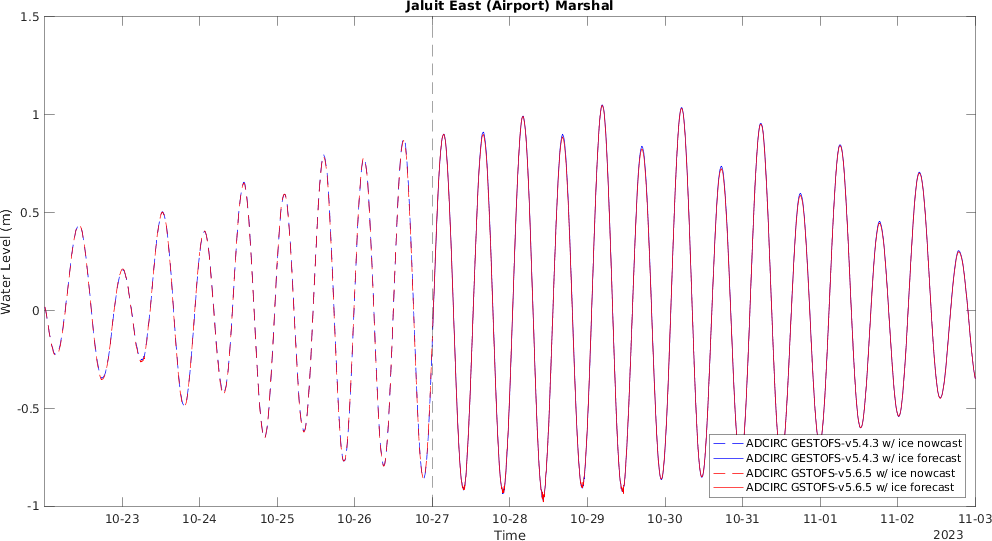 Jaluit East (Airport) Marshal
1.5
1
0.5
0
-0.5
-1
Water Level (m)
ADCIRC GESTOFS-v5.4.3 w/ ice nowcast
ADCIRC GESTOFS-v5.4.3 w/ ice forecast
ADCIRC GSTOFS-v5.6.5 w/ ice nowcast
ADCIRC GSTOFS-v5.6.5 w/ ice forecast
10-23 10-24 10-25 10-26 10-27 10-28 10-29 10-30 10-31 11-01 11-02 11-03
Time
2023